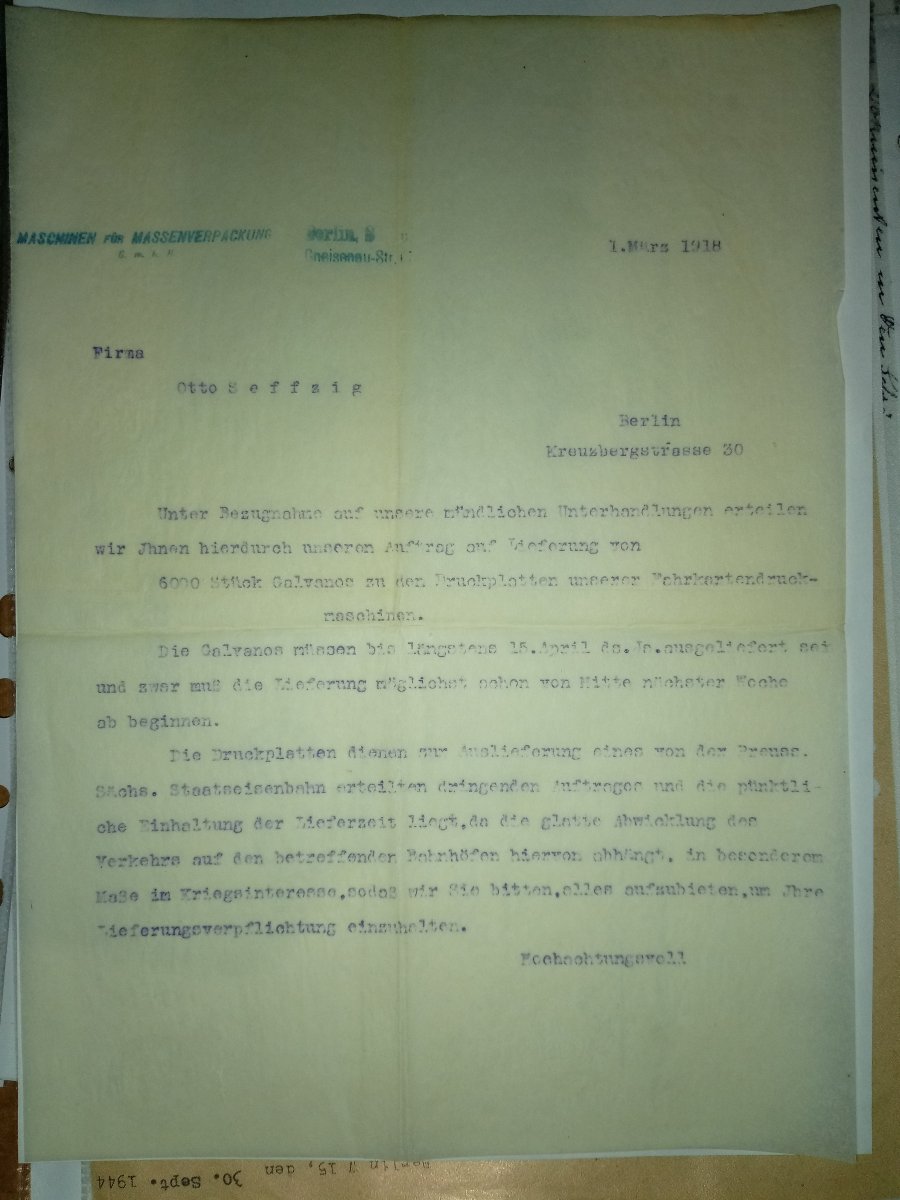 MASCHINEN FÜR MASSENVERPACKUNG
G. m. b. H.
Berlin, S
Gneisenau-Str.
1.März 1918
Firma
Otto S e f f z i g
Berlin
Kreuzbergstrasse 30
Unter Bezugnahme auf unsere mündlichen Unterhandlungen erteilen
wir Jhnen hierdurch unseren Auftrag auf Lieferung von
6000 Stück Galvanos zu den Druckplatten unserer Fahrkartendruck-
maschinen.
Die Galvanos müssen bis längstens 15.April ds.Js.ausgeliefert sei
und zwar muß die Lieferung möglichst schon von Mitte nächster Woche
ab beginnen.
Die Druckplatten dienen zur Auslieferung eines von der Preuss.
Sächs. Staatseisenbahn erteilten dringenden Auftrages und die pünktli-
che Einhaltung der Lieferzeit liegt,da die glatte Abwicklung des
Verkehrs auf den betreffenden Bahnhöfen hiervon abhängt, in besonderem
Maße im Kriegsinteresse,sodaß wir Sie bitten,alles aufzubieten,um Jhre
Lieferungsverpflichtung einzuhalten.
Hochachtungsvoll
Berlin W 15, den
30. Sept. 1944